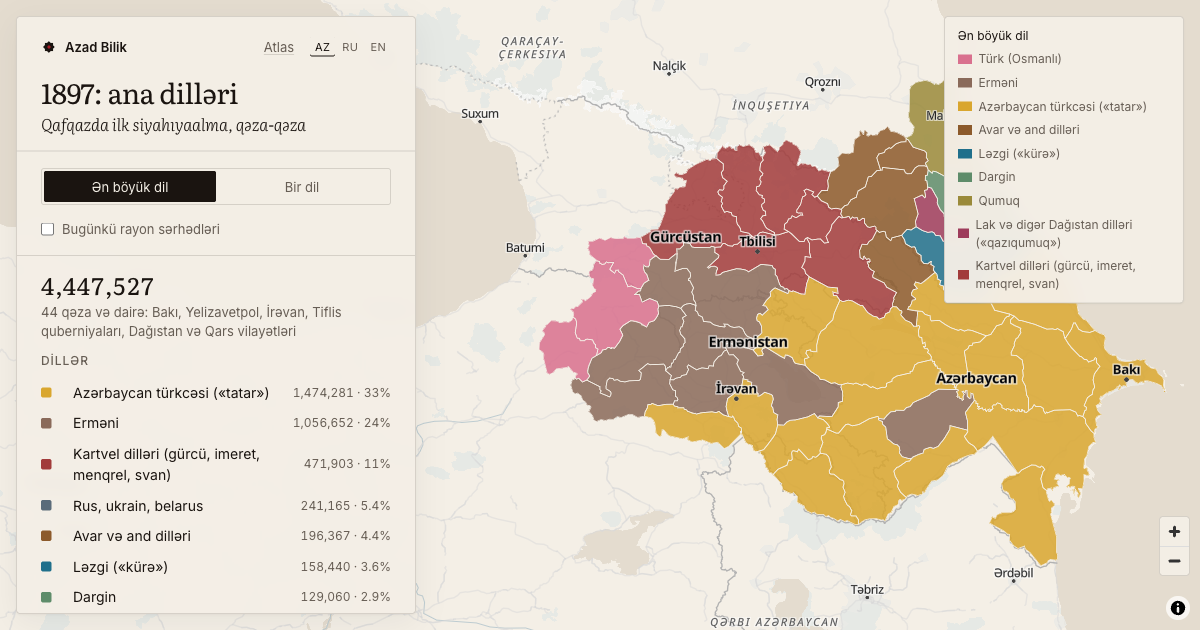 Azad Bilik
Atlas
AZ RU EN
1897: ana dilləri
Qafqazda ilk siyahıyaalma, qəza-qəza
Ən böyük dil
Bir dil
Bugünkü rayon sərhədləri
4,447,527
44 qəza və dairə: Bakı, Yelizavetpol, İrəvan, Tiflis
quberniyaları, Dağıstan və Qars vilayətləri
DİLLƏR
Azərbaycan türkcəsi («tatar») 1,474,281 · 33%
Erməni 1,056,652 · 24%
Kartvel dilləri (gürcü, imeret,
menqrel, svan) 471,903 · 11%
Rus, ukrain, belarus 241,165 · 5.4%
Avar və and dilləri 196,367 · 4.4%
Ləzgi («kürə») 158,440 · 3.6%
Dargin 129,060 · 2.9%
QARAÇAY-
ÇERKESİYA
Nalçik
Qroznı
İNQUŞETİYA
Suxum
Batumi
Gürcüstan
Tbilisi
Ermənistan
İrəvan
Azərbaycan
Bakı
Ərdəbil
Təbriz
QƏRBİ AZƏRBAYCAN
Ən böyük dil
Türk (Osmanlı)
Erməni
Azərbaycan türkcəsi («tatar»)
Avar və and dilləri
Ləzgi («kürə»)
Dargin
Qumuq
Lak və digər Dağıstan dilləri
(«qazıqumuq»)
Kartvel dilləri (gürcü, imeret,
menqrel, svan)